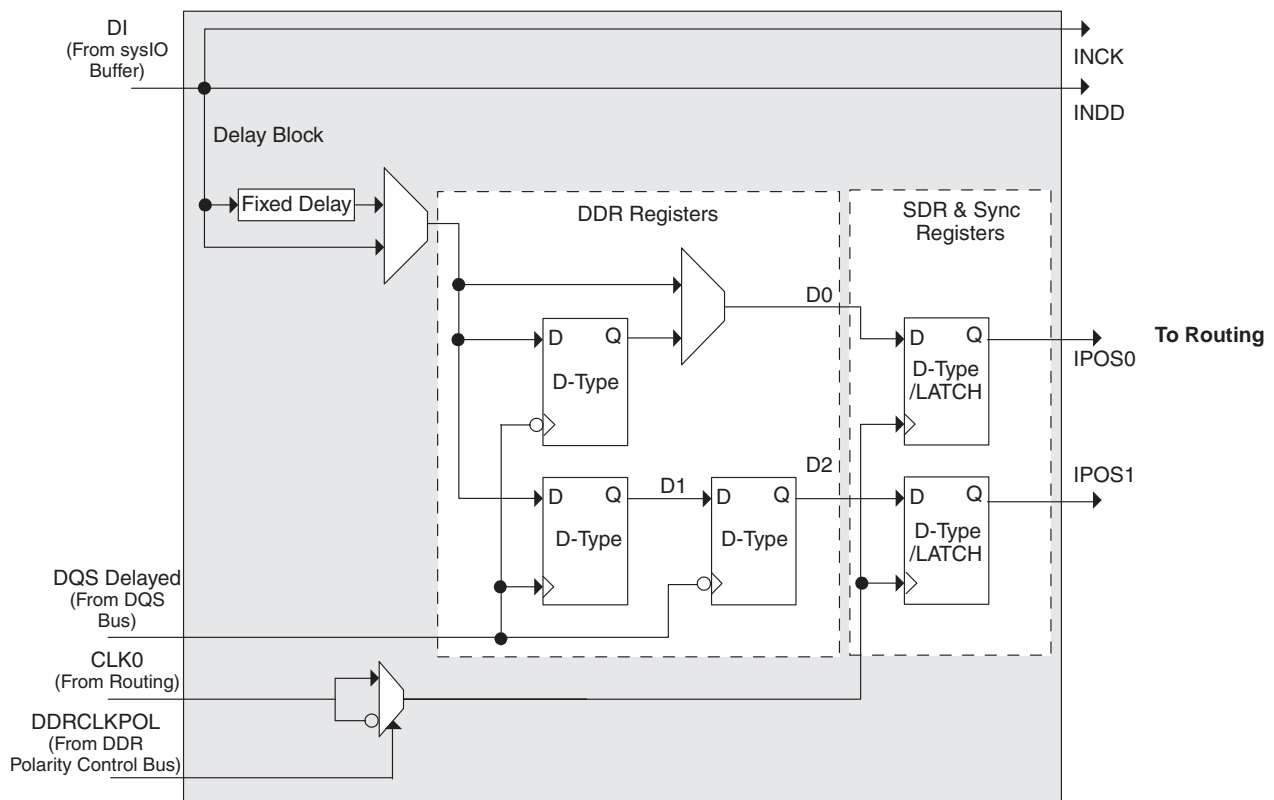 DI
(From sysIO
Buffer)
INCK
INDD
Delay Block
Fixed Delay
DDR Registers
SDR & Sync
Registers
D0
D Q
D-Type
D Q
D-Type
/LATCH
IPOS0
To Routing
D Q
D-Type
D1
D Q
D-Type
D2
D Q
D-Type
/LATCH
IPOS1
DQS Delayed
(From DQS
Bus)
CLK0
(From Routing)
DDRCLKPOL
(From DDR
Polarity Control Bus)